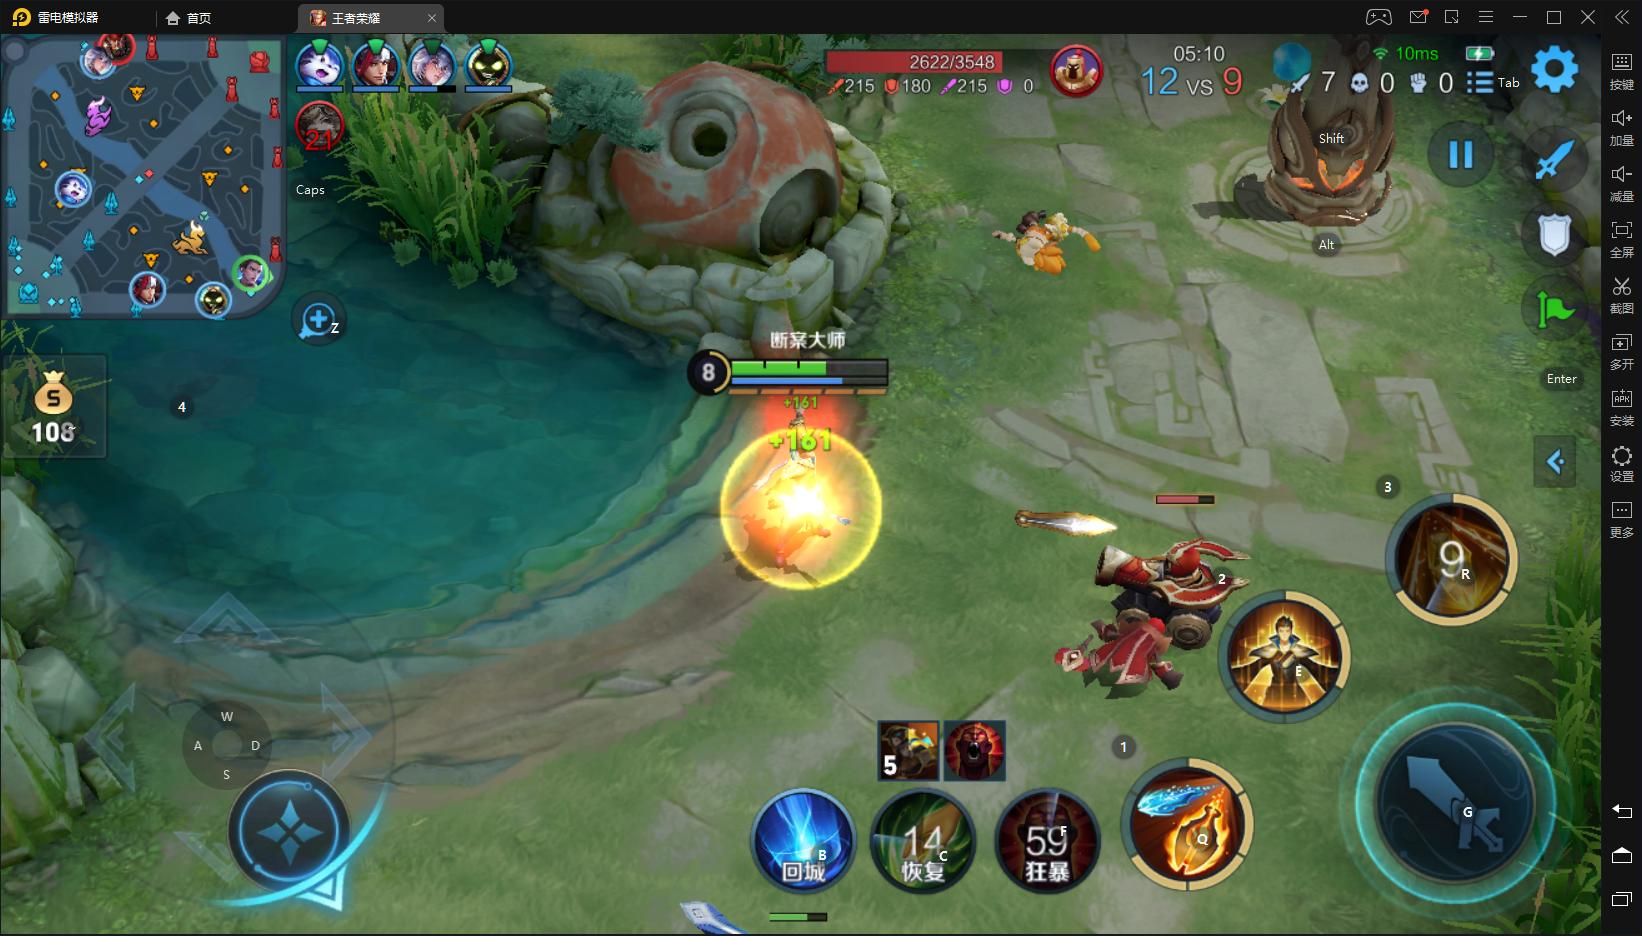 雷电模拟器
首页
王者荣耀
2622/3548
215 180 215 0
05:10
12 vs 9
10ms
7 0 0
Tab
按键
加量
减量
全屏
截图
多开
安装
设置
更多
APK
21
Caps
Shift
Alt
Z
断案大师
8
+161
+161
S
108
4
Enter
3
9
R
2
E
W
A D
S
5
1
Q
G
B
回城
14
C
恢复
59
F
狂暴